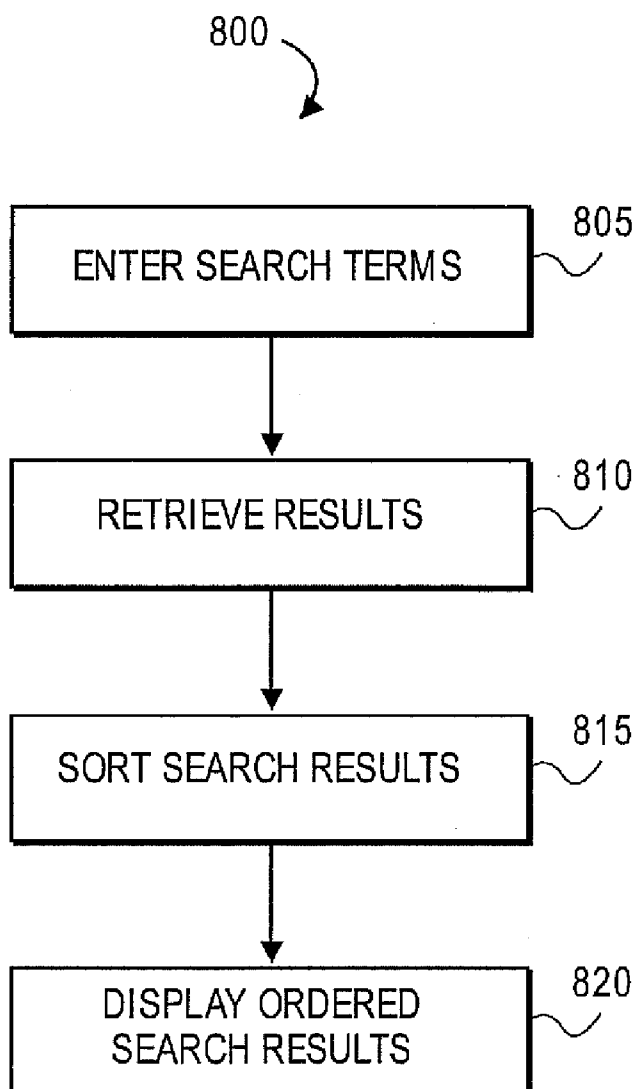 800
805
ENTER SEARCH TERMS
810
RETRIEVE RESULTS
815
SORT SEARCH RESULTS
820
DISPLAY ORDERED
SEARCH RESULTS